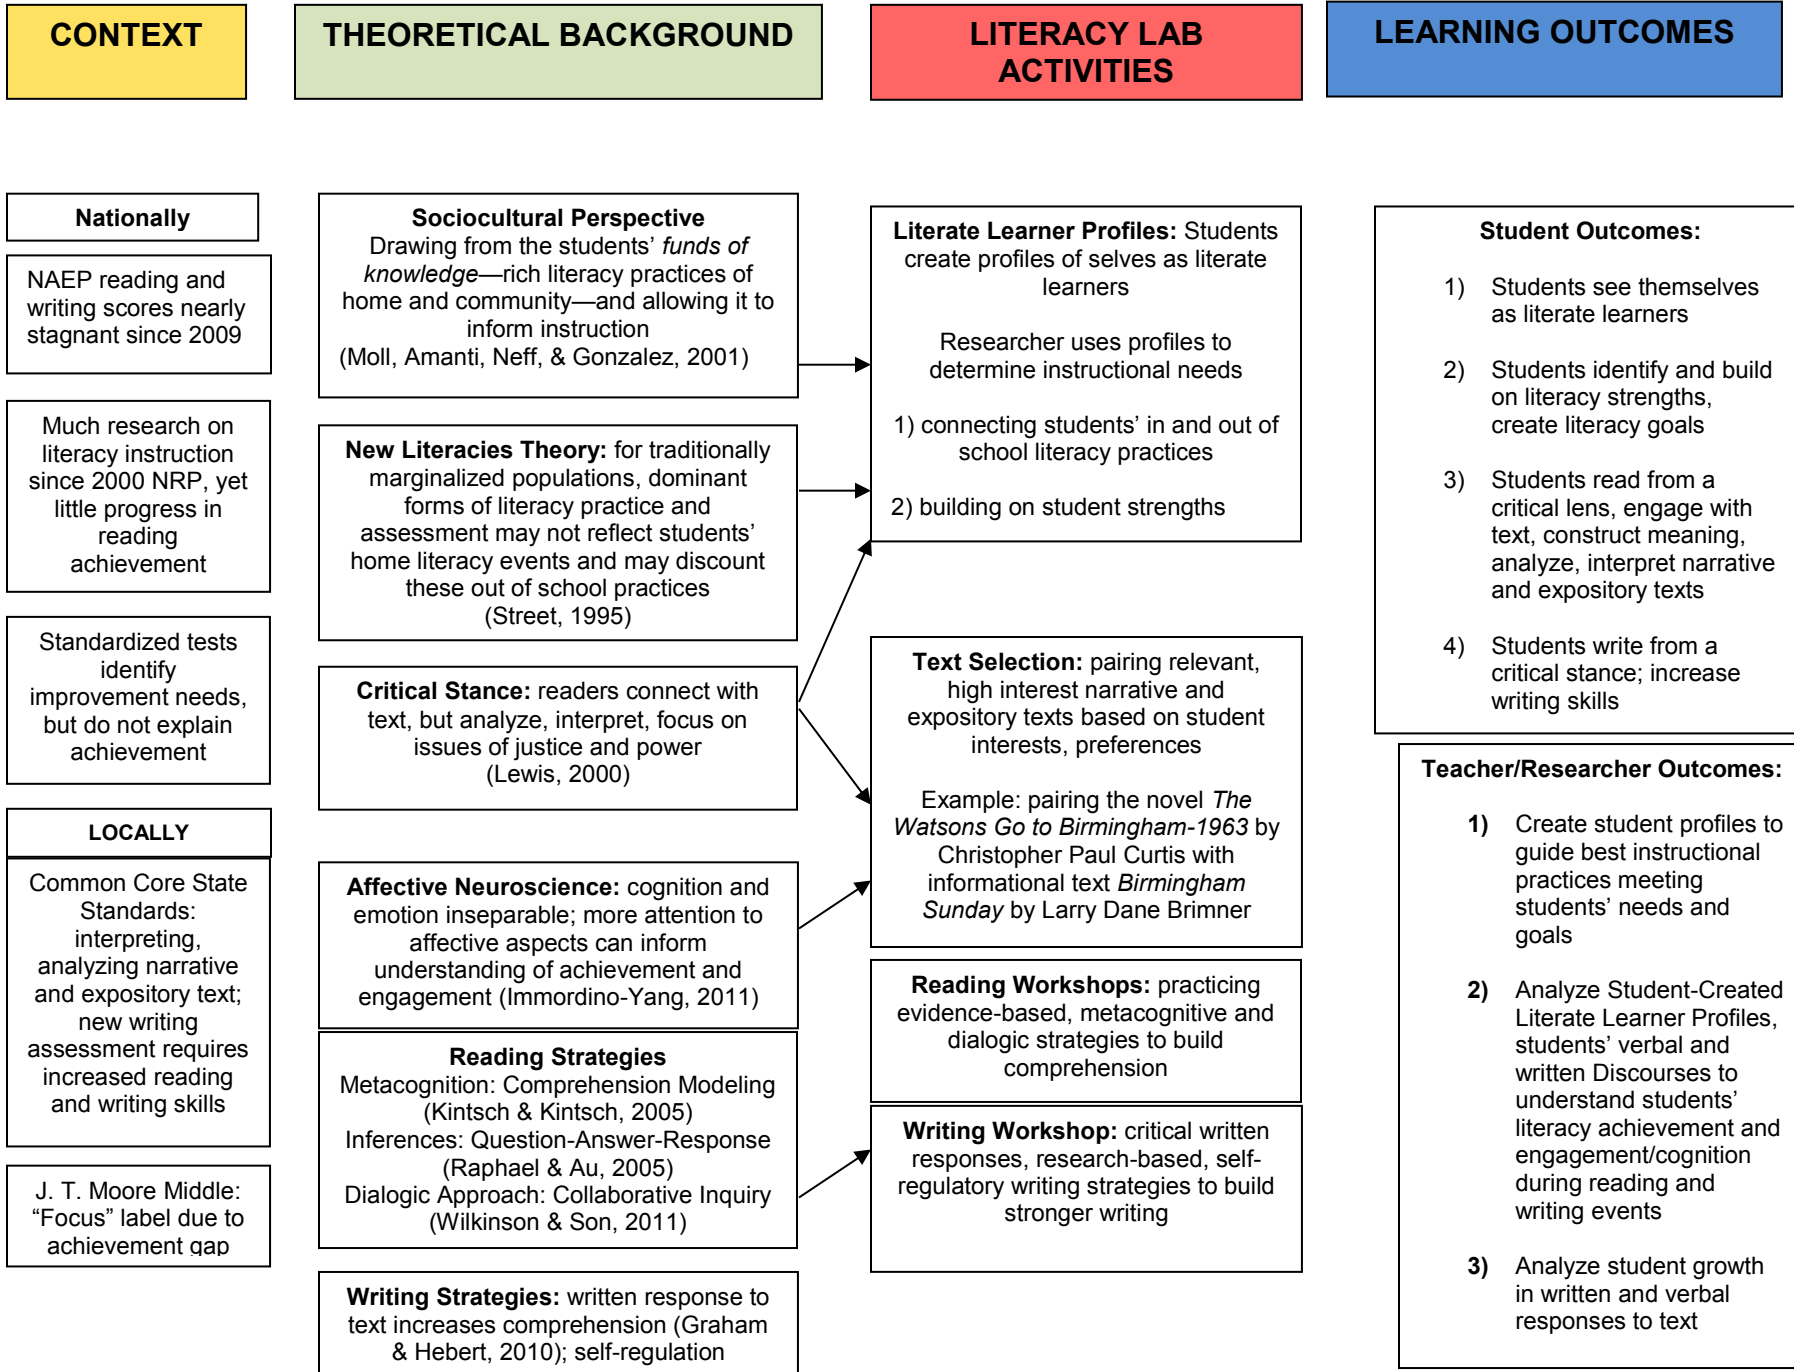 CONTEXT
THEORETICAL BACKGROUND
LITERACY LAB
ACTIVITIES
LEARNING OUTCOMES
Nationally
NAEP reading and
writing scores nearly
stagnant since 2009
Much research on
literacy instruction
since 2000 NRP, yet
little progress in
reading
achievement
Standardized tests
identify
improvement needs,
but do not explain
achievement
LOCALLY
Common Core State
Standards:
interpreting,
analyzing narrative
and expository text;
new writing
assessment requires
increased reading
and writing skills
J. T. Moore Middle:
“Focus” label due to
achievement gap
Sociocultural Perspective
Drawing from the students’ funds of
knowledge—rich literacy practices of
home and community—and allowing it to
inform instruction
(Moll, Amanti, Neff, & Gonzalez, 2001)
New Literacies Theory: for traditionally
marginalized populations, dominant
forms of literacy practice and
assessment may not reflect students’
home literacy events and may discount
these out of school practices
(Street, 1995)
Critical Stance: readers connect with
text, but analyze, interpret, focus on
issues of justice and power
(Lewis, 2000)
Affective Neuroscience: cognition and
emotion inseparable; more attention to
affective aspects can inform
understanding of achievement and
engagement (Immordino-Yang, 2011)
Reading Strategies
Metacognition: Comprehension Modeling
(Kintsch & Kintsch, 2005)
Inferences: Question-Answer-Response
(Raphael & Au, 2005)
Dialogic Approach: Collaborative Inquiry
(Wilkinson & Son, 2011)
Writing Strategies: written response to
text increases comprehension (Graham
& Hebert, 2010); self-regulation
Literate Learner Profiles: Students
create profiles of selves as literate
learners
Researcher uses profiles to
determine instructional needs
1) connecting students’ in and out of
school literacy practices
2) building on student strengths
Text Selection: pairing relevant,
high interest narrative and
expository texts based on student
interests, preferences
Example: pairing the novel The
Watsons Go to Birmingham-1963 by
Christopher Paul Curtis with
informational text Birmingham
Sunday by Larry Dane Brimner
Reading Workshops: practicing
evidence-based, metacognitive and
dialogic strategies to build
comprehension
Writing Workshop: critical written
responses, research-based, self-
regulatory writing strategies to build
stronger writing
Student Outcomes:
1) Students see themselves
as literate learners
2) Students identify and build
on literacy strengths,
create literacy goals
3) Students read from a
critical lens, engage with
text, construct meaning,
analyze, interpret narrative
and expository texts
4) Students write from a
critical stance; increase
writing skills
Teacher/Researcher Outcomes:
1) Create student profiles to
guide best instructional
practices meeting
students’ needs and
goals
2) Analyze Student-Created
Literate Learner Profiles,
students’ verbal and
written Discourses to
understand students’
literacy achievement and
engagement/cognition
during reading and
writing events
3) Analyze student growth
in written and verbal
responses to text